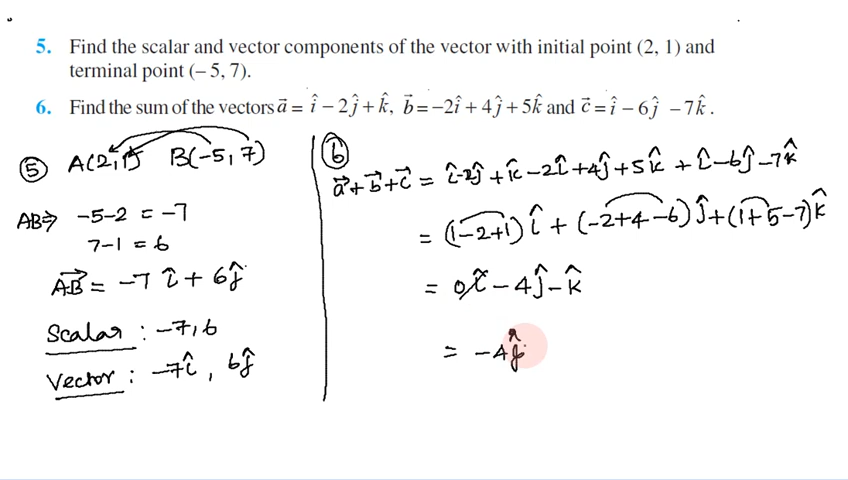 5. Find the scalar and vector components of the vector with initial point (2, 1) and
terminal point (– 5, 7).
6. Find the sum of the vectors a⃗ = î − 2ĵ + k̂, b⃗ = −2î + 4ĵ + 5k̂ and c⃗ = î − 6ĵ − 7k̂.
⑤ A(2,1) B(-5,7)
AB⇒ -5-2 = -7
7-1 = 6
A⃗B⃗ = -7 î + 6ĵ
Scalar : -7, 6
Vector : -7î, 6ĵ
⑥
a⃗+b⃗+c⃗ = î-2ĵ+k̂-2î+4ĵ+5k̂+î-6ĵ-7k̂
= (1-2+1)î+(-2+4-6)ĵ+(1+5-7)k̂
= 0î-4ĵ-k̂
= -4ĵ